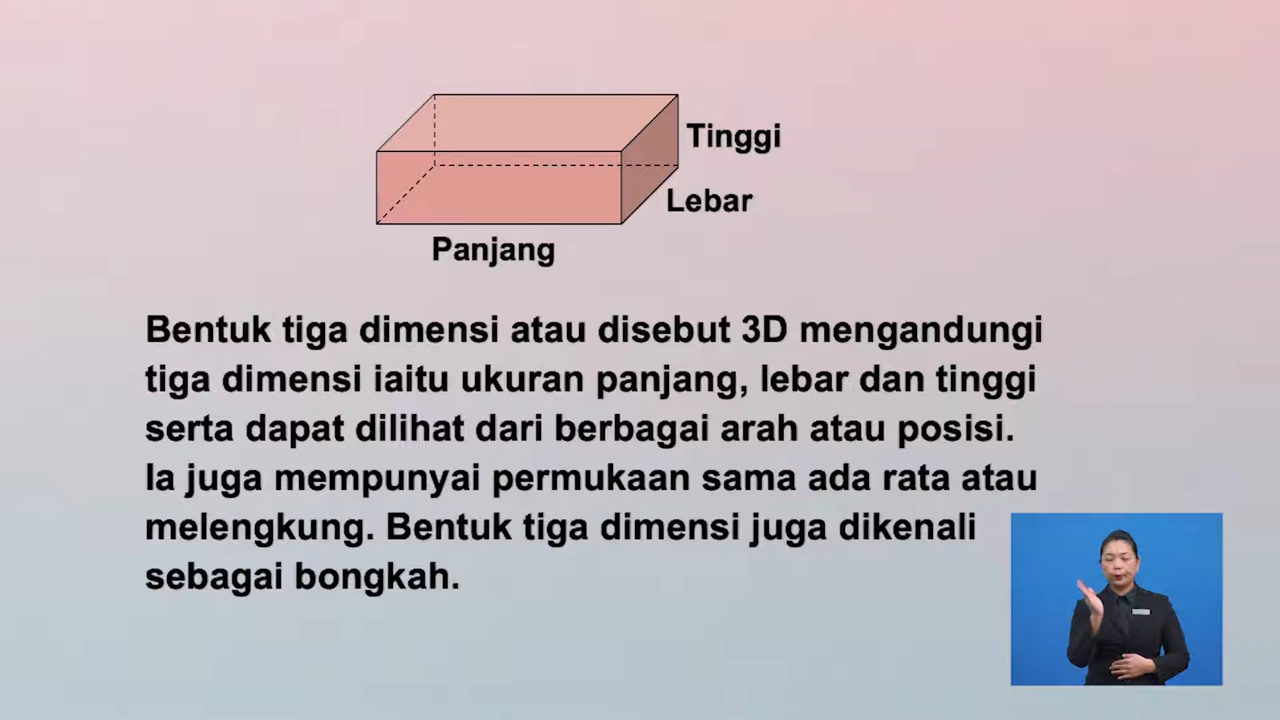 Tinggi
Lebar
Panjang
Bentuk tiga dimensi atau disebut 3D mengandungi
tiga dimensi iaitu ukuran panjang, lebar dan tinggi
serta dapat dilihat dari berbagai arah atau posisi.
Ia juga mempunyai permukaan sama ada rata atau
melengkung. Bentuk tiga dimensi juga dikenali
sebagai bongkah.